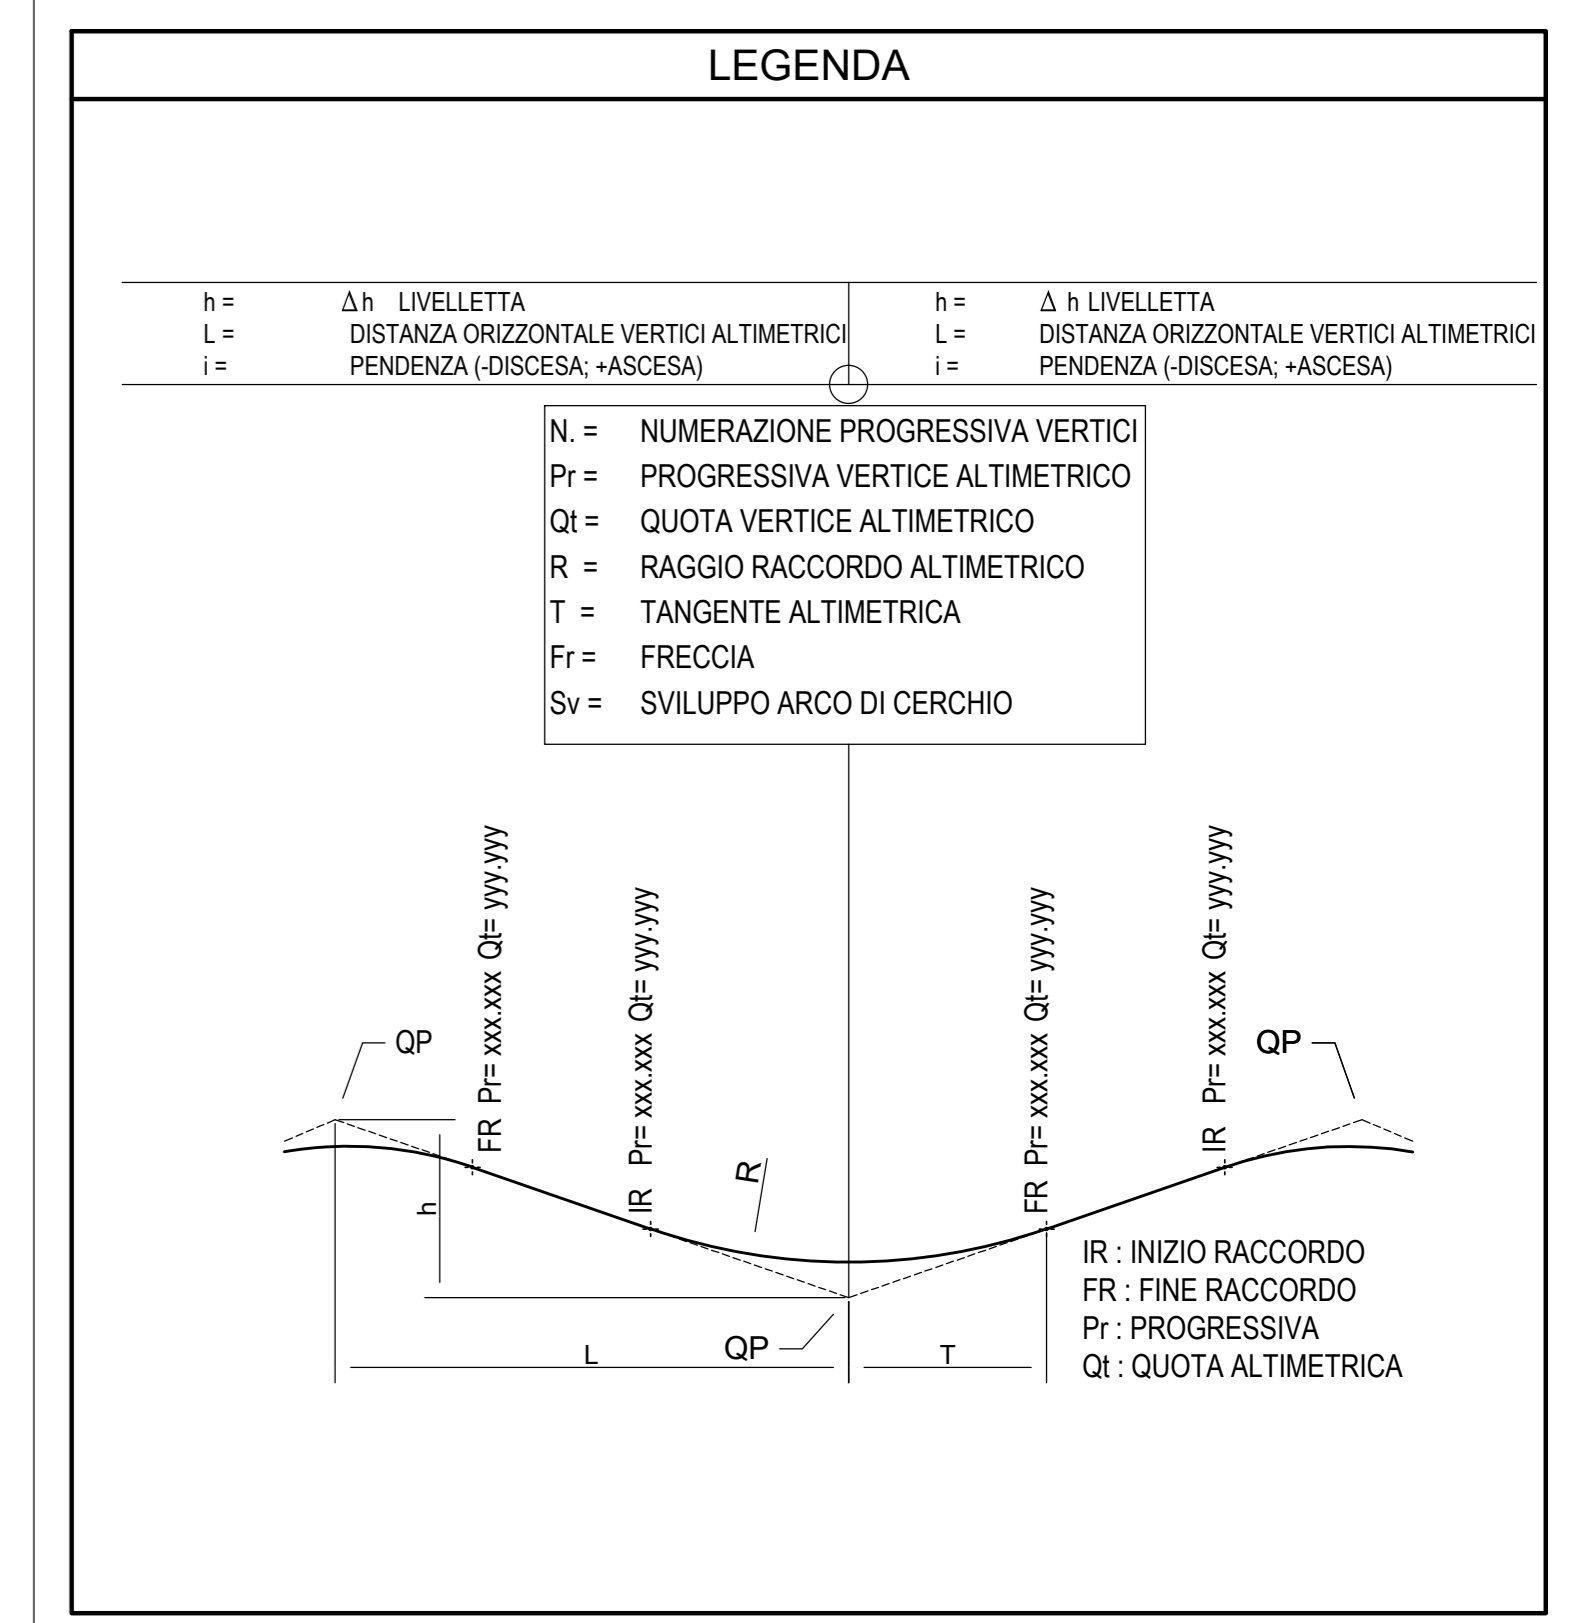 LEGENDA
h = Δ h LIVELLETTA
L = DISTANZA ORIZZONTALE VERTICI ALTIMETRICI
i = PENDENZA (-DISCESA; +ASCESA)
h = Δ h LIVELLETTA
L = DISTANZA ORIZZONTALE VERTICI ALTIMETRICI
i = PENDENZA (-DISCESA; +ASCESA)
N. = NUMERAZIONE PROGRESSIVA VERTICI
Pr = PROGRESSIVA VERTICE ALTIMETRICO
Qt = QUOTA VERTICE ALTIMETRICO
R = RAGGIO RACCORDO ALTIMETRICO
T = TANGENTE ALTIMETRICA
Fr = FRECCIA
Sv = SVILUPPO ARCO DI CERCHIO
QP
FR Pr= xxx.xxx Qt= yyy.yyy
IR Pr= xxx.xxx Qt= yyy.yyy
FR Pr= xxx.xxx Qt= yyy.yyy
IR Pr= xxx.xxx Qt= yyy.yyy
QP
h
R
L
QP
T
IR : INIZIO RACCORDO
FR : FINE RACCORDO
Pr : PROGRESSIVA
Qt : QUOTA ALTIMETRICA